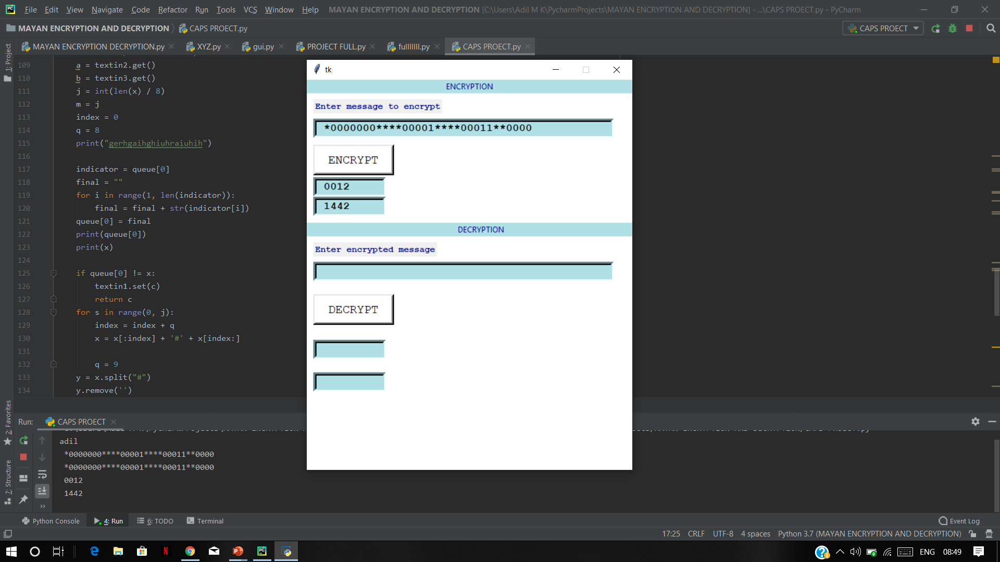 File Edit View Navigate Code Refactor Run Tools VCS Window Help MAYAN ENCRYPTION AND DECRYPTION [C:\Users\Adil M K\PycharmProjects\MAYAN ENCRYPTION AND DECRYPTION] - ...\CAPS PROECT.py - PyCharm
MAYAN ENCRYPTION AND DECRYPTION CAPS PROECT.py CAPS PROECT
MAYAN ENCRYPTION DECRYPTION.py XYZ.py gui.py PROJECT FULL.py fulllllll.py CAPS PROECT.py
1: Project
109 a = textin2.get()
110 b = textin3.get()
111 j = int(len(x) / 8)
112 m = j
113 index = 0
114 q = 8
115 print("gerhgaihghiuhraiuhih")
116
117 indicator = queue[0]
118 final = ""
119 for i in range(1, len(indicator)):
120 final = final + str(indicator[i])
121 queue[0] = final
122 print(queue[0])
123 print(x)
124
125 if queue[0] != x:
126 textin1.set(c)
127 return c
128 for s in range(0, j):
129 index = index + q
130 x = x[:index] + '#' + x[index:]
131
132 q = 9
133 y = x.split("#")
134 y.remove('')
tk
ENCRYPTION
Enter message to encrypt
*0000000****00001****00011**0000
ENCRYPT
0012
1442
DECRYPTION
Enter encrypted message
DECRYPT
2: Favorites
7: Structure
Run: CAPS PROECT
adil
*0000000****00001****00011**0000
*0000000****00001****00011**0000
0012
1442
Python Console 4: Run 6: TODO Terminal Event Log
17:25 CRLF UTF-8 4 spaces Python 3.7 (MAYAN ENCRYPTION AND DECRYPTION)
ENG 08:49